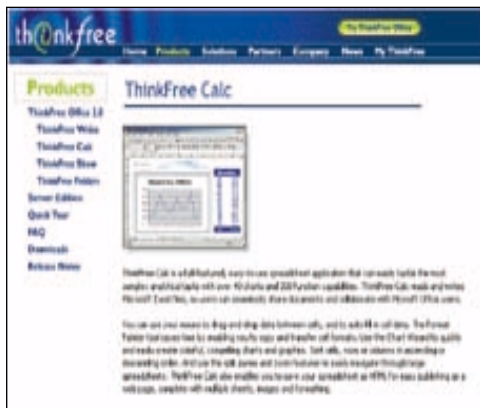 thinkfree
Try ThinkFree Office
Home Products Solutions Partners Company News My ThinkFree
Products
ThinkFree Calc
ThinkFree Office 2.0
ThinkFree Write
ThinkFree Calc
ThinkFree Show
ThinkFree Folders
Server Edition
Quick Tour
FAQ
Downloads
Release Notes
ThinkFree Calc is a full-featured, easy-to-use spreadsheet application that can easily tackle the most
complex analytical tasks with over 40 charts and 300 function capabilities. ThinkFree Calc reads and writes
Microsoft Excel files, so users can seamlessly share documents and collaborate with Microsoft Office users.
You can use your mouse to drag and drop data between cells, and to auto-fill in cell data. The Format
Painter tool saves time by enabling you to copy and transfer cell formats. Use the Chart Wizard to quickly
and easily create colorful, compelling charts and graphics. Sort cells, rows or columns in ascending or
descending order. And use the split panes and zoom features to easily navigate through large
spreadsheets. ThinkFree Calc also enables you to save your spreadsheet as HTML for easy publishing as a
web page, complete with multiple sheets, images and formatting.